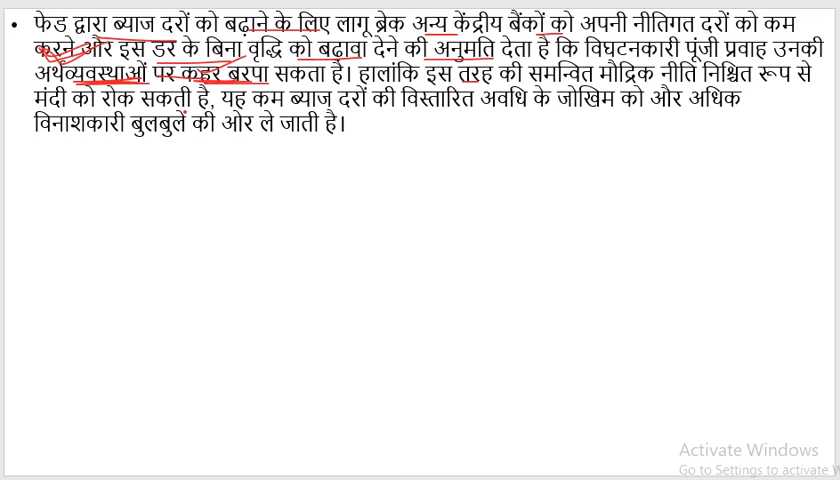 • फेड द्वारा ब्याज दरों को बढ़ाने के लिए लागू ब्रेक अन्य केंद्रीय बैंकों को अपनी नीतिगत दरों को कम
करने और इस डर के बिना वृद्धि को बढ़ावा देने की अनुमति देता है कि विघटनकारी पूंजी प्रवाह उनकी
अर्थव्यवस्थाओं पर कहर बरपा सकता है। हालांकि इस तरह की समन्वित मौद्रिक नीति निश्चित रूप से
मंदी को रोक सकती है, यह कम ब्याज दरों की विस्तारित अवधि के जोखिम को और अधिक
विनाशकारी बुलबुलें की ओर ले जाती है।
Activate Windows
Go to Settings to activate W